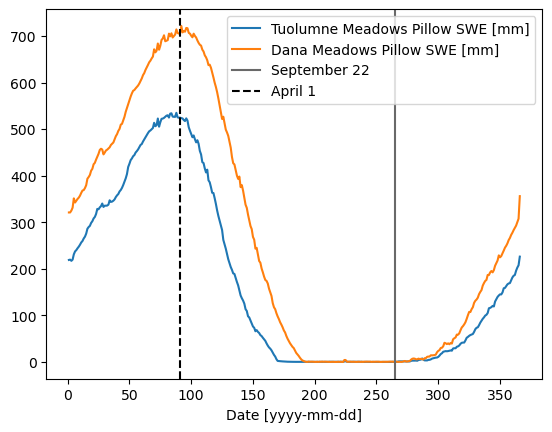 Tuolumne Meadows Pillow SWE [mm]
Dana Meadows Pillow SWE [mm]
September 22
April 1
700
600
500
400
300
200
100
0
0 50 100 150 200 250 300 350
Date [yyyy-mm-dd]